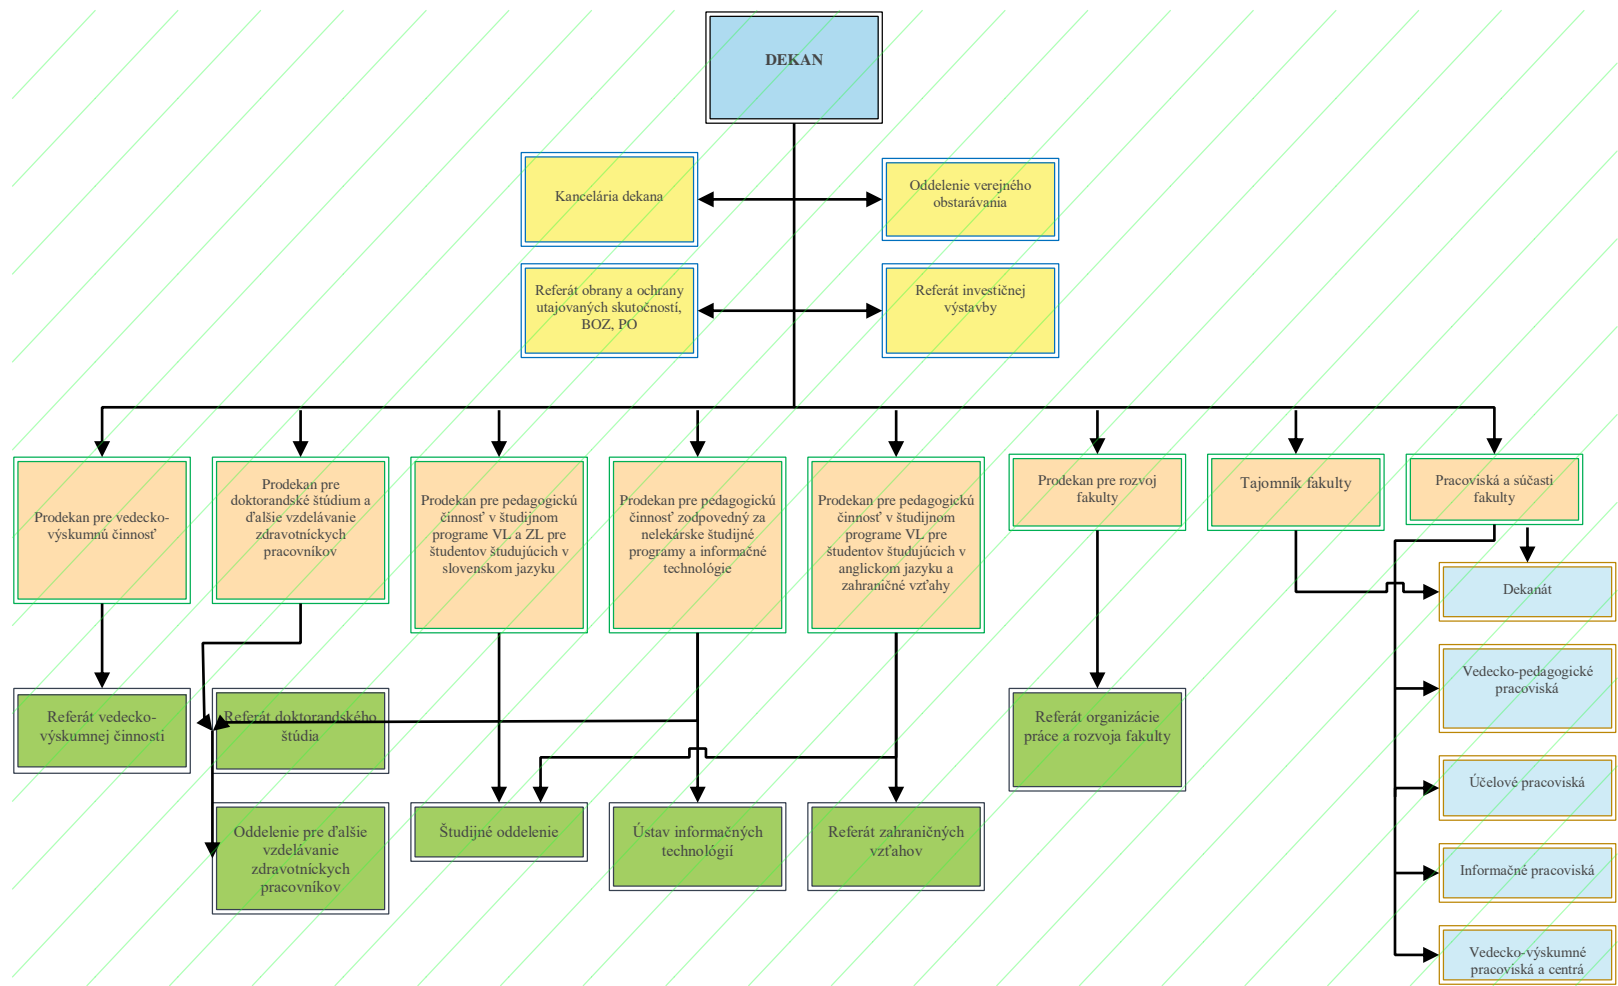 DEKAN
Kancelária dekana
Oddelenie verejného
obstarávania
Referát obrany a ochrany
utajovaných skutočností,
BOZ, PO
Referát investičnej
výstavby
Prodekan pre vedecko-
výskumnú činnosť
Prodekan pre
doktorandské štúdium a
ďalšie vzdelávanie
zdravotníckych
pracovníkov
Prodekan pre pedagogickú
činnosť v študijnom
programe VL a ZL pre
študentov študujúcich v
slovenskom jazyku
Prodekan pre pedagogickú
činnosť zodpovedný za
nelekárske študijné
programy a informačné
technológie
Prodekan pre pedagogickú
činnosť v študijnom
programe VL pre
študentov študujúcich v
anglickom jazyku a
zahraničné vzťahy
Prodekan pre rozvoj
fakulty
Tajomník fakulty
Pracoviská a súčasti
fakulty
Dekanát
Vedecko-pedagogické
pracoviská
Účelové pracoviská
Informačné pracoviská
Vedecko-výskumné
pracoviská a centrá
Referát vedecko-
výskumnej činnosti
Referát doktorandského
štúdia
Referát organizácie
práce a rozvoja fakulty
Oddelenie pre ďalšie
vzdelávanie
zdravotníckych
pracovníkov
Študijné oddelenie
Ústav informačných
technológií
Referát zahraničných
vzťahov